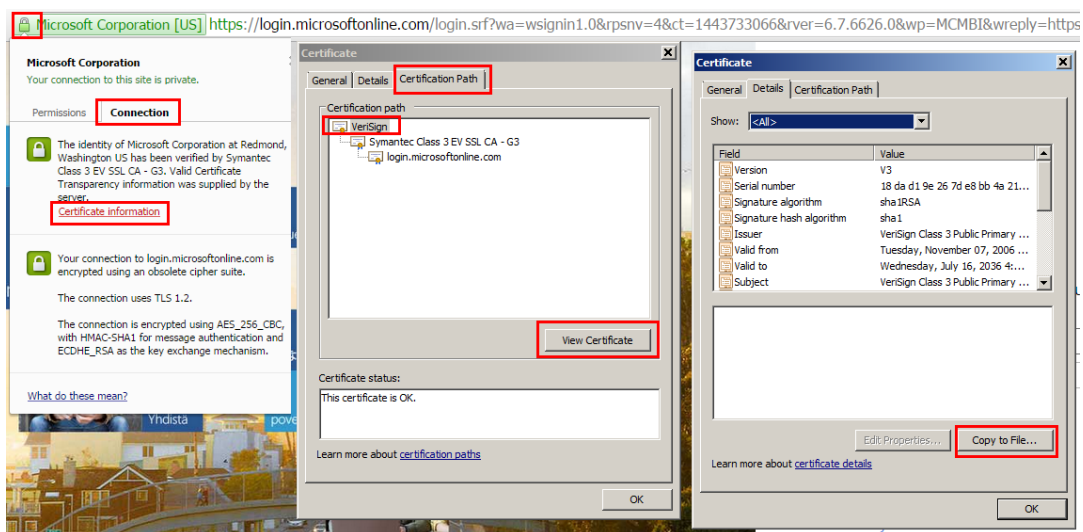 Microsoft Corporation [US] https://login.microsoftonline.com/login.srf?wa=wsignin1.0&rpsnv=4&ct=1443733066&rver=6.7.6626.0&wp=MCMBI&wreply=https
Microsoft Corporation
Your connection to this site is private.
Permissions Connection
The identity of Microsoft Corporation at Redmond,
Washington US has been verified by Symantec
Class 3 EV SSL CA - G3. Valid Certificate
Transparency information was supplied by the
server.
Certificate information
Your connection to login.microsoftonline.com is
encrypted using an obsolete cipher suite.
The connection uses TLS 1.2.
The connection is encrypted using AES_256_CBC,
with HMAC-SHA1 for message authentication and
ECDHE_RSA as the key exchange mechanism.
What do these mean?
Yhdistä
pove
Certificate
General Details Certification Path
Certification path
VeriSign
Symantec Class 3 EV SSL CA - G3
login.microsoftonline.com
View Certificate
Certificate status:
This certificate is OK.
Learn more about certification paths
OK
Certificate
General Details Certification Path
Show: <All>
Field Value
Version V3
Serial number 18 da d1 9e 26 7d e8 bb 4a 21...
Signature algorithm sha1RSA
Signature hash algorithm sha1
Issuer VeriSign Class 3 Public Primary ...
Valid from Tuesday, November 07, 2006 ...
Valid to Wednesday, July 16, 2036 4:...
Subject VeriSign Class 3 Public Primary ...
Edit Properties... Copy to File...
Learn more about certificate details
OK